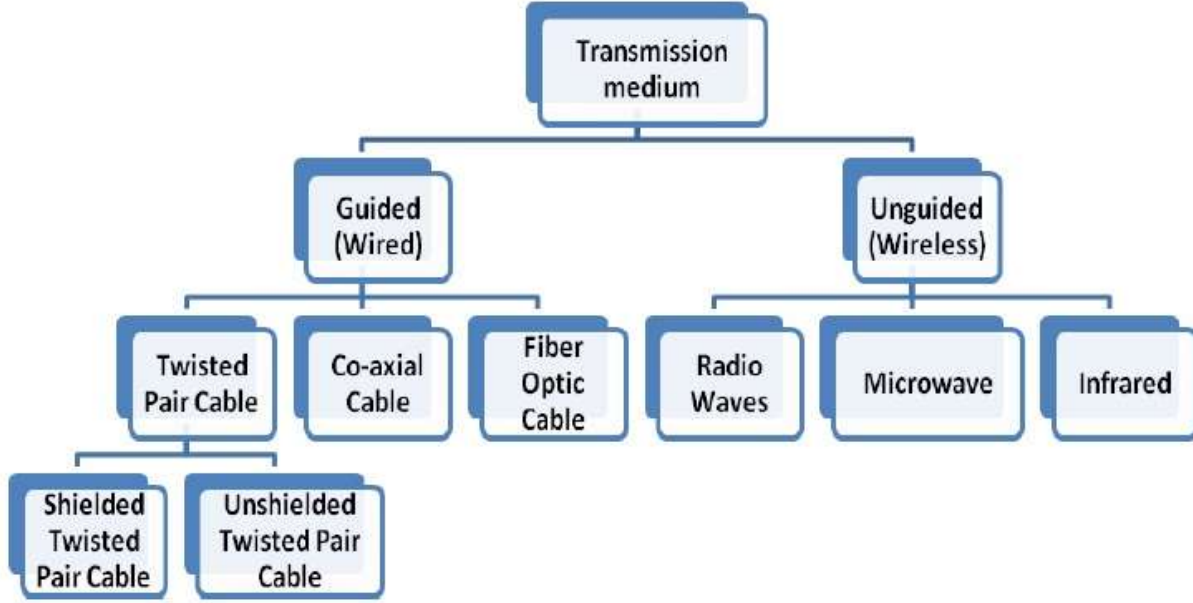 Transmission
medium
Guided
(Wired)
Unguided
(Wireless)
Twisted
Pair Cable
Co-axial
Cable
Fiber
Optic
Cable
Radio
Waves
Microwave
Infrared
Shielded
Twisted
Pair Cable
Unshielded
Twisted Pair
Cable